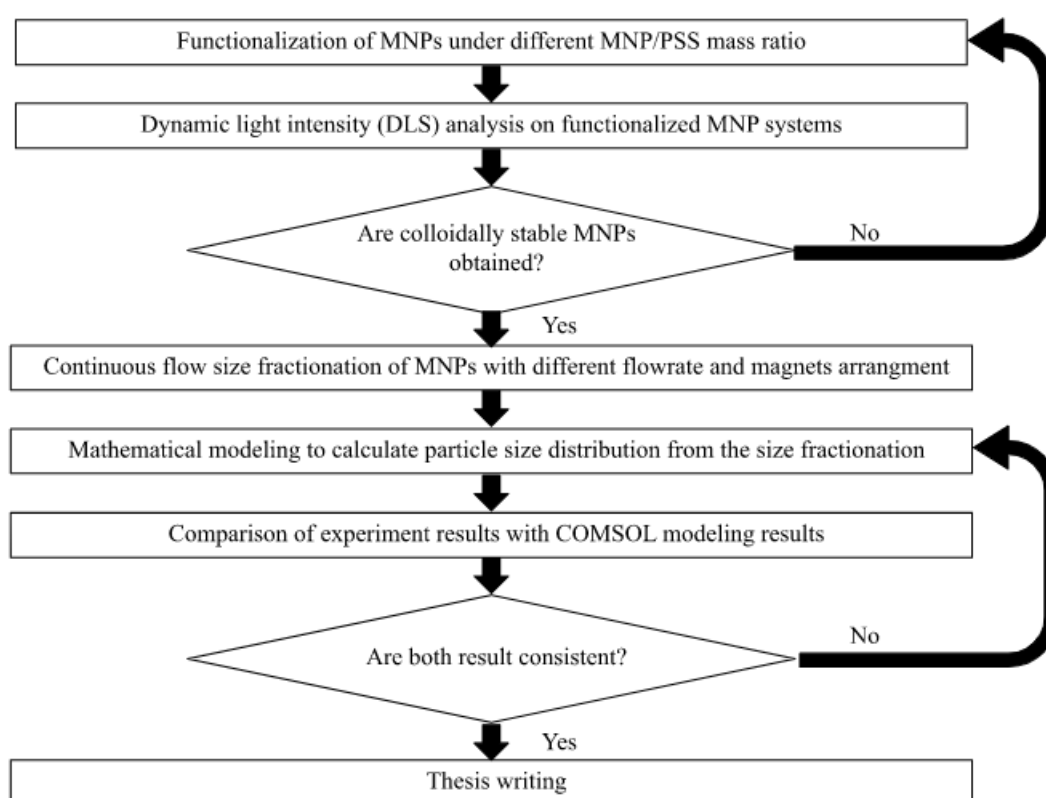 Functionalization of MNPs under different MNP/PSS mass ratio
Dynamic light intensity (DLS) analysis on functionalized MNP systems
Are colloidally stable MNPs
obtained?
No
Yes
Continuous flow size fractionation of MNPs with different flowrate and magnets arrangment
Mathematical modeling to calculate particle size distribution from the size fractionation
Comparison of experiment results with COMSOL modeling results
Are both result consistent?
No
Yes
Thesis writing